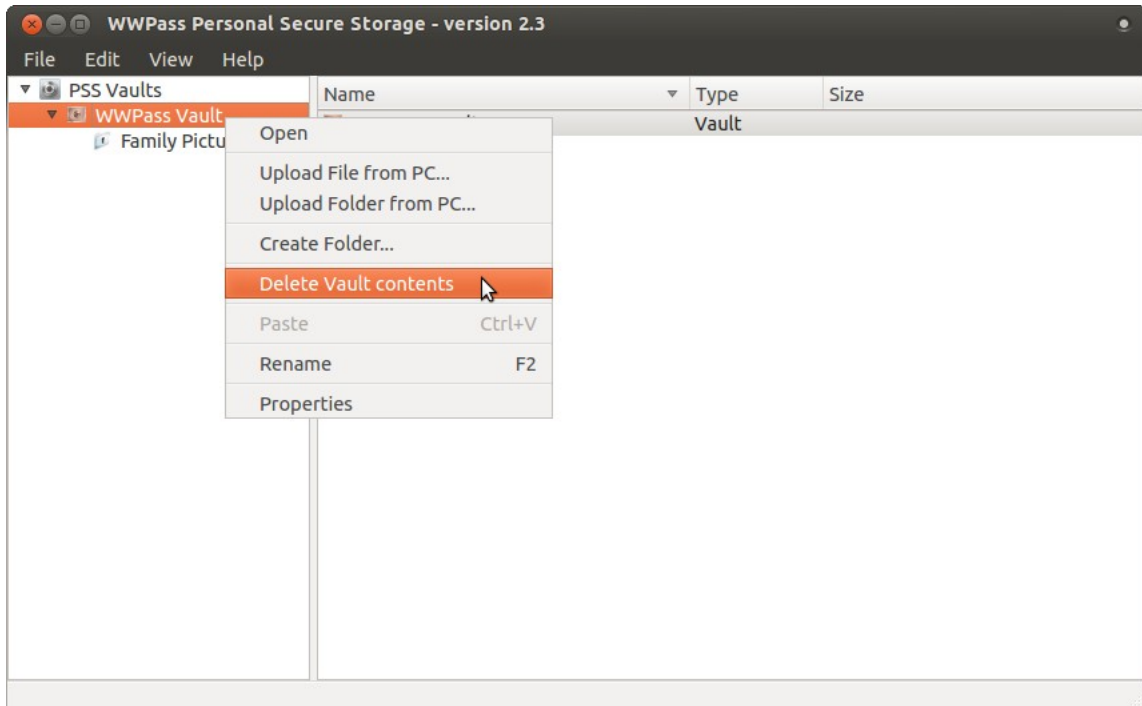 WWPass Personal Secure Storage - version 2.3
File Edit View Help
PSS Vaults
WWPass Vault
Family Pictu
Name Type Size
Vault
Open
Upload File from PC...
Upload Folder from PC...
Create Folder...
Delete Vault contents
Paste Ctrl+V
Rename F2
Properties